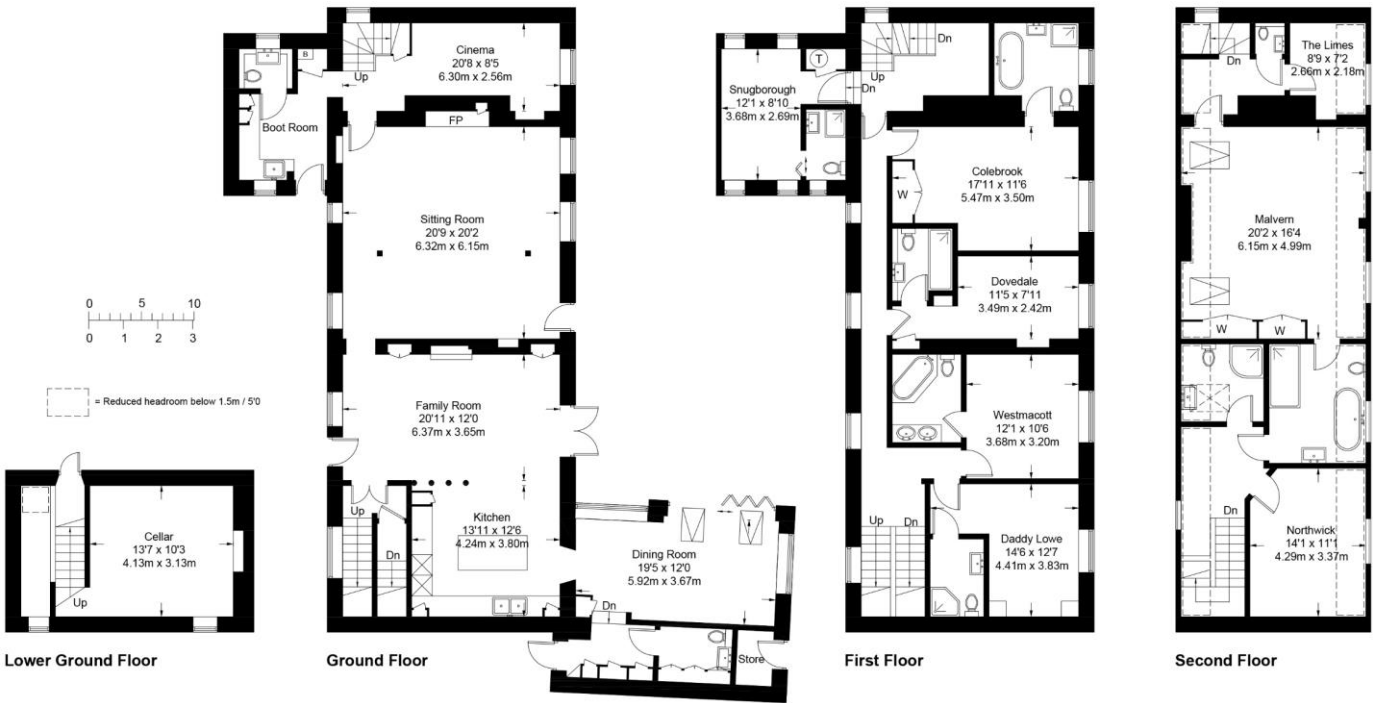 0 5 10
0 1 2 3
= Reduced headroom below 1.5m / 5'0
Cellar
13'7 x 10'3
4.13m x 3.13m
Up
Lower Ground Floor
B
Up
Cinema
20'8 x 8'5
6.30m x 2.56m
Boot Room
FP
Sitting Room
20'9 x 20'2
6.32m x 6.15m
Family Room
20'11 x 12'0
6.37m x 3.65m
Up
Dn
Kitchen
13'11 x 12'6
4.24m x 3.80m
Dining Room
19'5 x 12'0
5.92m x 3.67m
Dn
Store
Ground Floor
Snugborough
12'1 x 8'10
3.68m x 2.69m
T
Dn
Up
Dn
Colebrook
17'11 x 11'6
5.47m x 3.50m
W
Dovedale
11'5 x 7'11
3.49m x 2.42m
Westmacott
12'1 x 10'6
3.68m x 3.20m
Up
Dn
Daddy Lowe
14'6 x 12'7
4.41m x 3.83m
First Floor
Dn
The Limes
8'9 x 7'2
2.66m x 2.18m
Malvern
20'2 x 16'4
6.15m x 4.99m
W
W
Dn
Northwick
14'1 x 11'1
4.29m x 3.37m
Second Floor